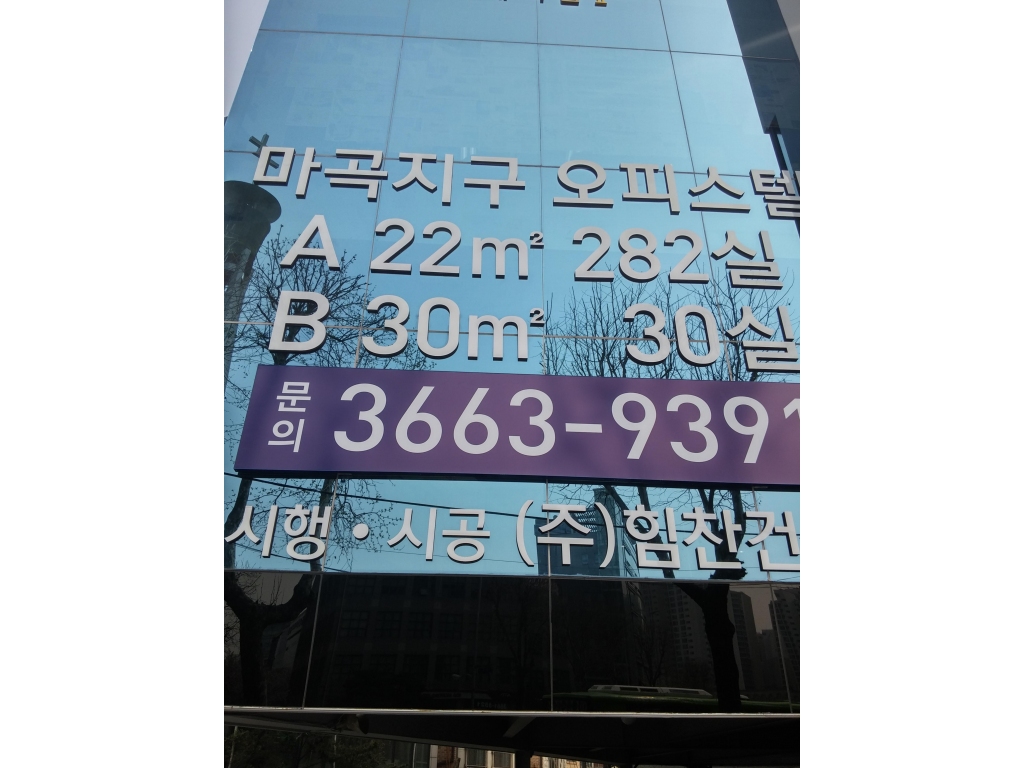 마곡지구 오피스텔
A 22m² 282실
B 30m² 30실
문의 3663-9391
시행·시공 (주)힘찬건